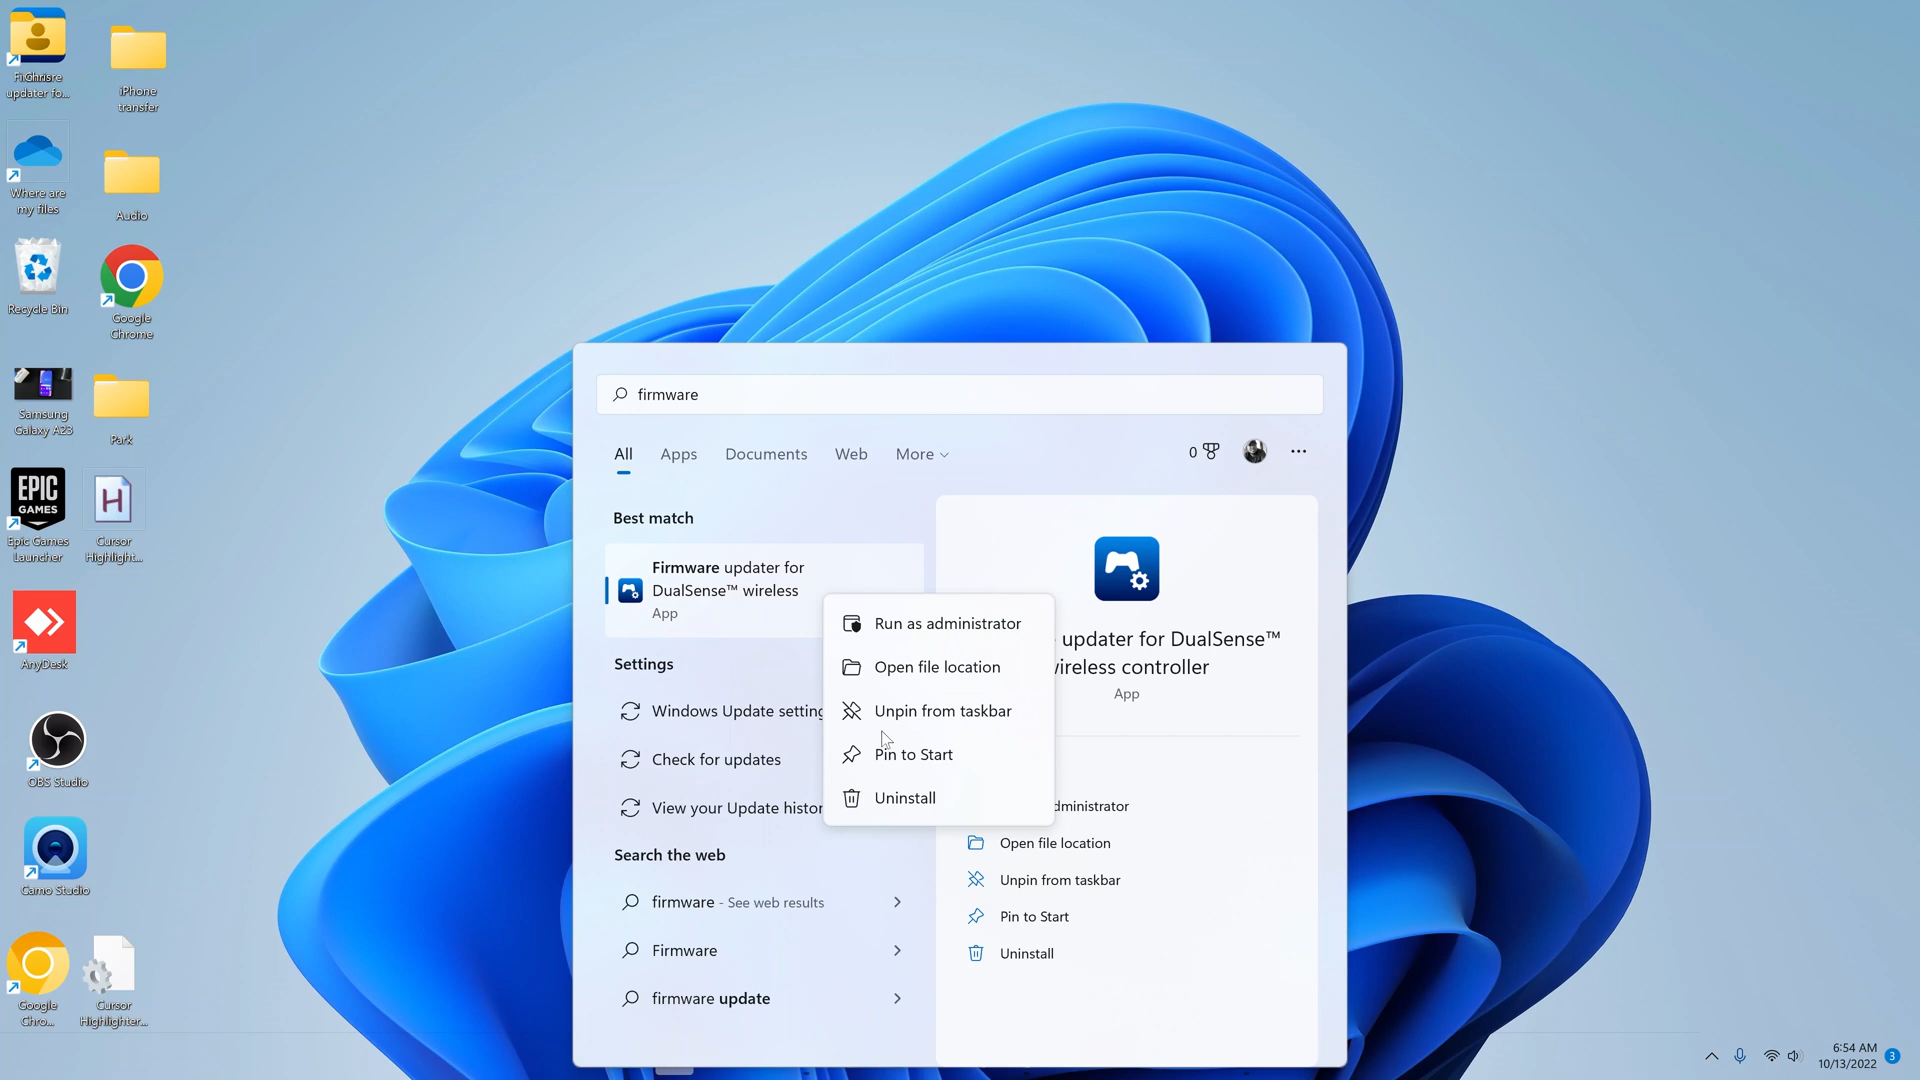 updater fo...
iPhone
transfer
Where are
my files
Audio
Recycle Bin
Google
Chrome
Samsung
Galaxy A23
Park
EPIC
GAMES
Epic Games
Launcher
H
Cursor
Highlight...
AnyDesk
OBS Studio
Camo Studio
Google
Chro...
Cursor
Highlighter...
firmware
All
Apps
Documents
Web
More
0
Best match
Firmware updater for
DualSense™ wireless
App
Settings
Windows Update setting
Check for updates
View your Update histor
Search the web
firmware - See web results
Firmware
firmware update
Run as administrator
Open file location
Unpin from taskbar
Pin to Start
Uninstall
updater for DualSense™
wireless controller
App
dministrator
Open file location
Unpin from taskbar
Pin to Start
Uninstall
6:54 AM
10/13/2022
3